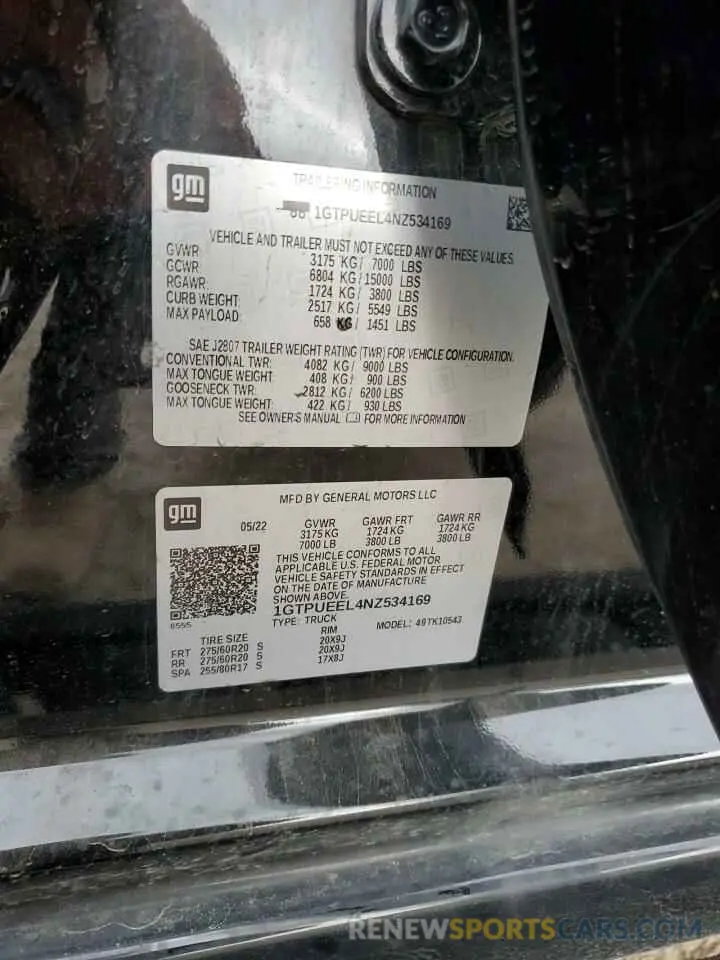 gm
TRAILERING INFORMATION
86 1GTPUEEL4NZ534169
VEHICLE AND TRAILER MUST NOT EXCEED ANY OF THESE VALUES.
GVWR: 3175 KG / 7000 LBS
GCWR: 6804 KG / 15000 LBS
RGAWR: 1724 KG / 3800 LBS
CURB WEIGHT: 2517 KG / 5549 LBS
MAX PAYLOAD: 658 KG / 1451 LBS
SAE J2807 TRAILER WEIGHT RATING (TWR) FOR VEHICLE CONFIGURATION.
CONVENTIONAL TWR: 4082 KG / 9000 LBS
MAX TONGUE WEIGHT: 408 KG / 900 LBS
GOOSENECK TWR: 2812 KG / 6200 LBS
MAX TONGUE WEIGHT: 422 KG / 930 LBS
SEE OWNER'S MANUAL FOR MORE INFORMATION
gm
MFD BY GENERAL MOTORS LLC
05/22 GVWR GAWR FRT GAWR RR
3175 KG 1724 KG 1724 KG
7000 LB 3800 LB 3800 LB
THIS VEHICLE CONFORMS TO ALL
APPLICABLE U.S. FEDERAL MOTOR
VEHICLE SAFETY STANDARDS IN EFFECT
ON THE DATE OF MANUFACTURE
SHOWN ABOVE.
1GTPUEEL4NZ534169
TYPE: TRUCK MODEL: 49TK10543
TIRE SIZE RIM
FRT 275/60R20 S 20X9J
RR 275/60R20 S 20X9J
SPA 255/80R17 S 17X8J
RENEWSPORTSCARS.COM